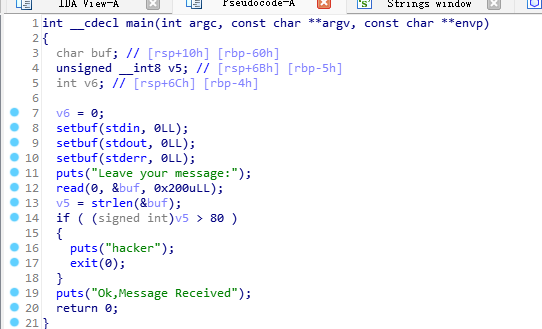 IDA View-A Pseudocode-A Strings window
1 int __cdecl main(int argc, const char **argv, const char **envp)
2 {
3 char buf; // [rsp+10h] [rbp-60h]
4 unsigned __int8 v5; // [rsp+6Bh] [rbp-5h]
5 int v6; // [rsp+6Ch] [rbp-4h]
6
7 v6 = 0;
8 setbuf(stdin, 0LL);
9 setbuf(stdout, 0LL);
10 setbuf(stderr, 0LL);
11 puts("Leave your message:");
12 read(0, &buf, 0x200uLL);
13 v5 = strlen(&buf);
14 if ( (signed int)v5 > 80 )
15 {
16 puts("hacker");
17 exit(0);
18 }
19 puts("Ok,Message Received");
20 return 0;
21 }